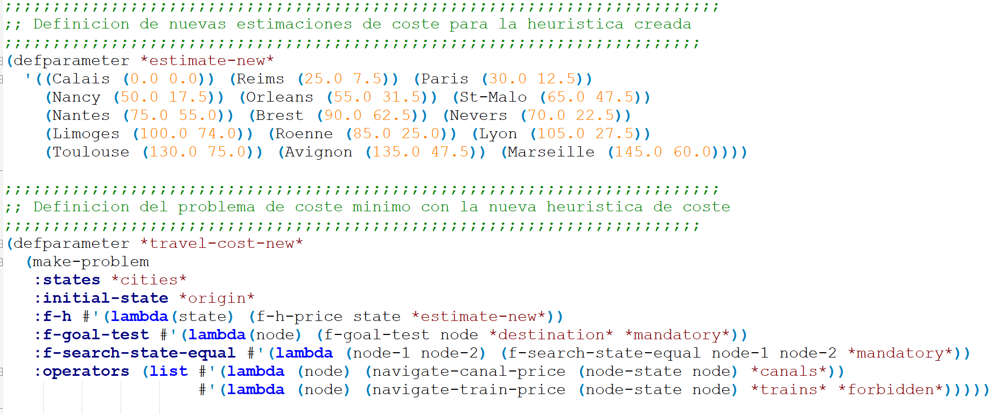 ;;;;;;;;;;;;;;;;;;;;;;;;;;;;;;;;;;;;;;;;;;;;;;;;;;;;;;;;;;;;;;;;;;;;;;;;;;
;; Definicion de nuevas estimaciones de coste para la heuristica creada
;;;;;;;;;;;;;;;;;;;;;;;;;;;;;;;;;;;;;;;;;;;;;;;;;;;;;;;;;;;;;;;;;;;;;;;;
(defparameter *estimate-new*
  '((Calais (0.0 0.0)) (Reims (25.0 7.5)) (Paris (30.0 12.5))
    (Nancy (50.0 17.5)) (Orleans (55.0 31.5)) (St-Malo (65.0 47.5))
    (Nantes (75.0 55.0)) (Brest (90.0 62.5)) (Nevers (70.0 22.5))
    (Limoges (100.0 74.0)) (Roenne (85.0 25.0)) (Lyon (105.0 27.5))
    (Toulouse (130.0 75.0)) (Avignon (135.0 47.5)) (Marseille (145.0 60.0))))
;;;;;;;;;;;;;;;;;;;;;;;;;;;;;;;;;;;;;;;;;;;;;;;;;;;;;;;;;;;;;;;;;;;;;;;;;;
;; Definicion del problema de coste minimo con la nueva heuristica de coste
;;;;;;;;;;;;;;;;;;;;;;;;;;;;;;;;;;;;;;;;;;;;;;;;;;;;;;;;;;;;;;;;;;;;;;;;
(defparameter *travel-cost-new*
  (make-problem
   :states *cities*
   :initial-state *origin*
   :f-h #'(lambda(state) (f-h-price state *estimate-new*))
   :f-goal-test #'(lambda(node) (f-goal-test node *destination* *mandatory*))
   :f-search-state-equal #'(lambda (node-1 node-2) (f-search-state-equal node-1 node-2 *mandatory*))
   :operators (list #'(lambda (node) (navigate-canal-price (node-state node) *canals*))
                    #'(lambda (node) (navigate-train-price (node-state node) *trains* *forbidden*)))))